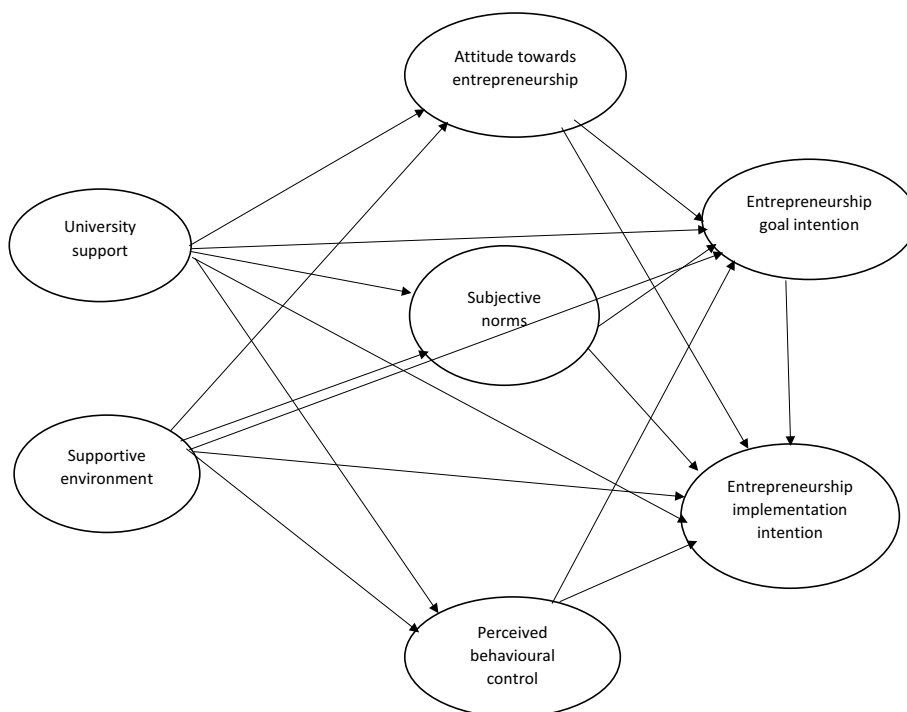 Attitude towards
entrepreneurship
University
support
Entrepreneurship
goal intention
Subjective
norms
Supportive
environment
Entrepreneurship
implementation
intention
Perceived
behavioural
control